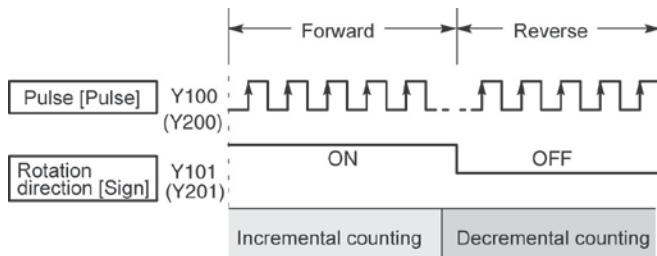 Forward
Reverse
Pulse [Pulse]
Y100
(Y200)
Rotation
direction [Sign]
Y101
(Y201)
ON
OFF
Incremental counting
Decremental counting